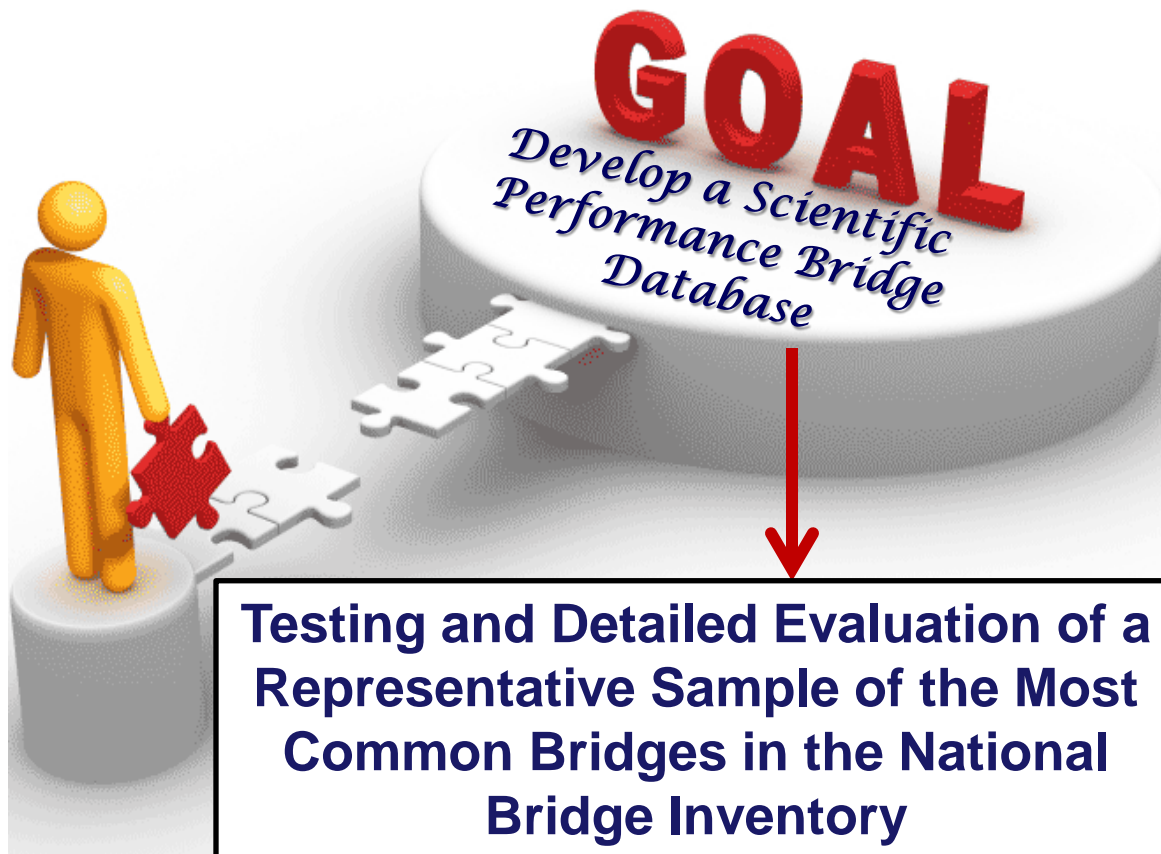 GOAL
Develop a Scientific
Performance Bridge
Database
Testing and Detailed Evaluation of a
Representative Sample of the Most
Common Bridges in the National
Bridge Inventory